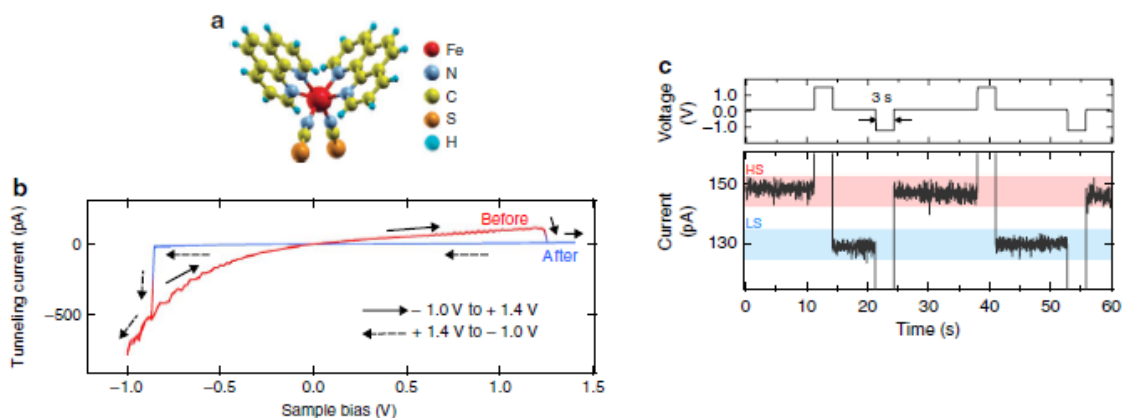 a
Fe
N
C
S
H
b
Tunneling current (pA)
0
−500
Before
After
− 1.0 V to + 1.4 V
+ 1.4 V to − 1.0 V
−1.0
−0.5
0.0
0.5
1.0
1.5
Sample bias (V)
c
Voltage (V)
1.0
0.0
−1.0
3 s
Current (pA)
150
130
HS
LS
0
10
20
30
40
50
60
Time (s)